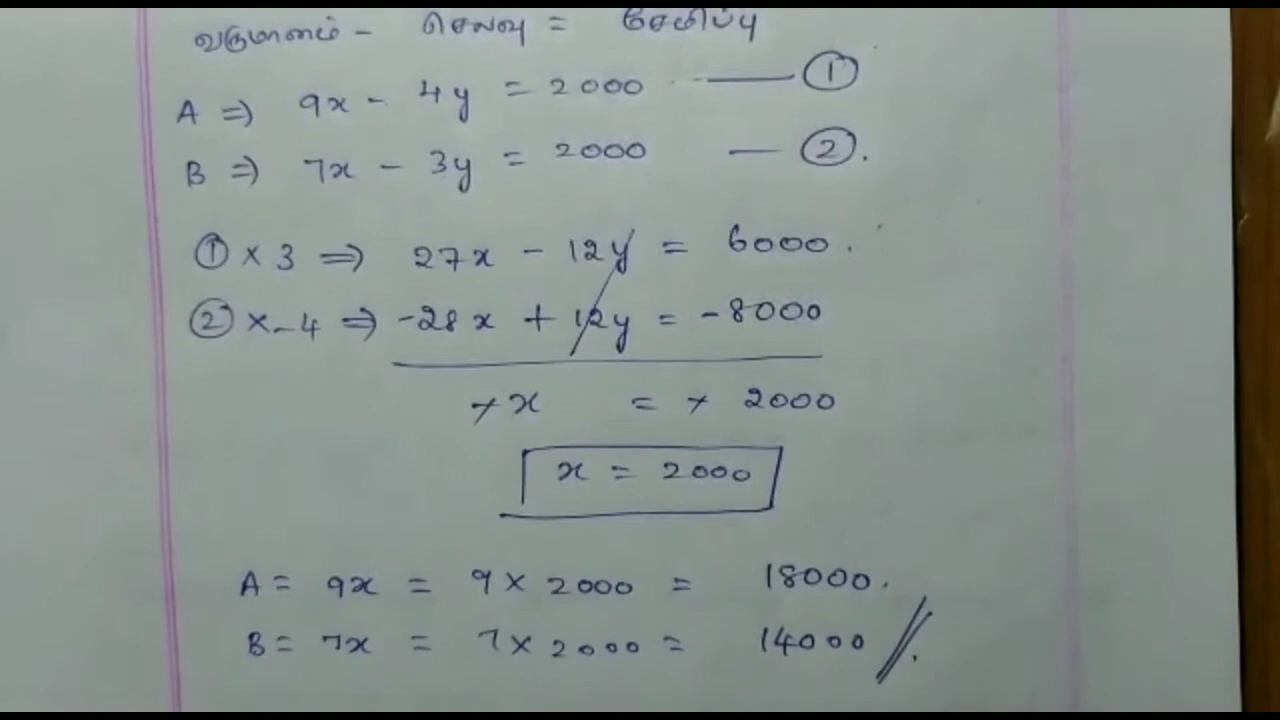 வருமானம் - செலவு = சேமிப்பு
A ⇒ 9x - 4y = 2000 —— ①
B ⇒ 7x - 3y = 2000 — ②.
① × 3 ⇒ 27x - 12y = 6000.
② × -4 ⇒ -28x + 12y = -8000
+x = + 2000
x = 2000
A = 9x = 9 × 2000 = 18000.
B = 7x = 7 × 2000 = 14000 //.